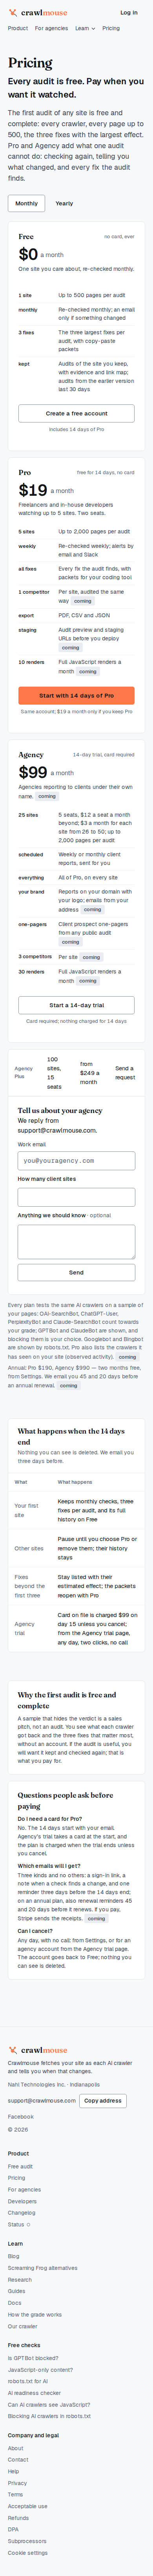 crawlmouse
Log in
Product For agencies Learn Pricing
Pricing
Every audit is free. Pay when you
want it watched.
The first audit of any site is free and
complete: every crawler, every page up to
500, the three fixes with the largest effect.
Pro and Agency add what one audit
cannot do: checking again, telling you
what changed, and every fix the audit
finds.
Monthly Yearly
Free no card, ever
$0 a month
One site you care about, re-checked monthly.
1 site Up to 500 pages per audit
monthly Re-checked monthly; an email
only if something changed
3 fixes The three largest fixes per
audit, with copy-paste
packets
kept Audits of the site you keep,
with evidence and link map;
audits from the earlier version
last 30 days
Create a free account
Includes 14 days of Pro
Pro free for 14 days, no card
$19 a month
Freelancers and in-house developers
watching up to 5 sites. Two seats.
5 sites Up to 2,000 pages per audit
weekly Re-checked weekly; alerts by
email and Slack
all fixes Every fix the audit finds, with
packets for your coding tool
1 competitor Per site, audited the same
way coming
export PDF, CSV and JSON
staging Audit preview and staging
URLs before you deploy
coming
10 renders Full JavaScript renders a
month coming
Start with 14 days of Pro
Same account; $19 a month only if you keep Pro
Agency 14-day trial, card required
$99 a month
Agencies reporting to clients under their own
name. coming
25 sites 5 seats, $12 a seat a month
beyond; $3 a month for each
site from 26 to 50; up to
2,000 pages per audit
scheduled Weekly or monthly client
reports, sent for you
everything All of Pro, on every site
your brand Reports on your domain with
your logo; emails from your
address coming
one-pagers Client prospect one-pagers
from any public audit
coming
3 competitors Per site coming
30 renders Full JavaScript renders a
month coming
Start a 14-day trial
Card required; nothing charged for 14 days
Agency
Plus
100
sites,
15
seats
from
$249 a
month
Send a
request
Tell us about your agency
We reply from
support@crawlmouse.com.
Work email
you@youragency.com
How many client sites
Anything we should know · optional
Send
Every plan tests the same AI crawlers on a sample of
your pages: OAI-SearchBot, ChatGPT-User,
PerplexityBot and Claude-SearchBot count towards
your grade; GPTBot and ClaudeBot are shown, and
blocking them is your choice. Googlebot and Bingbot
are shown by robots.txt. Pro also tests the crawlers it
has seen on your site (observed activity). coming
Annual: Pro $190, Agency $990 — two months free,
from Settings. We email you 45 and 20 days before
an annual renewal. coming
What happens when the 14 days
end
Nothing you can see is deleted. We email you
three days before.
What What happens
Your first
site
Keeps monthly checks, three
fixes per audit, and its full
history on Free
Other sites
Pause until you choose Pro or
remove them; their history
stays
Fixes
beyond the
first three
Stay listed with their
estimated effect; the packets
reopen with Pro
Agency
trial
Card on file is charged $99 on
day 15 unless you cancel;
from the Agency trial page,
any day, two clicks, no call
Why the first audit is free and
complete
A sample that hides the verdict is a sales
pitch, not an audit. You see what each crawler
got back and the three fixes that matter most,
without an account. If the audit is useful, you
will want it kept and checked again; that is
what you pay for.
Questions people ask before
paying
Do I need a card for Pro?
No. The 14 days start with your email.
Agency's trial takes a card at the start, and
the plan is charged when the trial ends unless
you cancel.
Which emails will I get?
Three kinds and no others: a sign-in link, a
note when a check finds a change, and one
reminder three days before the 14 days end;
on an annual plan, also renewal reminders 45
and 20 days before it renews. If you pay,
Stripe sends the receipts. coming
Can I cancel?
Any day, with no call; from Settings, or for an
agency account from the Agency trial page.
The account goes back to Free; nothing you
can see is deleted.
crawlmouse
Crawlmouse fetches your site as each AI crawler
and tells you when that changes.
Nahl Technologies Inc. · Indianapolis
support@crawlmouse.com Copy address
Facebook
© 2026
Product
Free audit
Pricing
For agencies
Developers
Changelog
Status
Learn
Blog
Screaming Frog alternatives
Research
Guides
Docs
How the grade works
Our crawler
Free checks
Is GPTBot blocked?
JavaScript-only content?
robots.txt for AI
AI readiness checker
Can AI crawlers see JavaScript?
Blocking AI crawlers in robots.txt
Company and legal
About
Contact
Help
Privacy
Terms
Acceptable use
Refunds
DPA
Subprocessors
Cookie settings